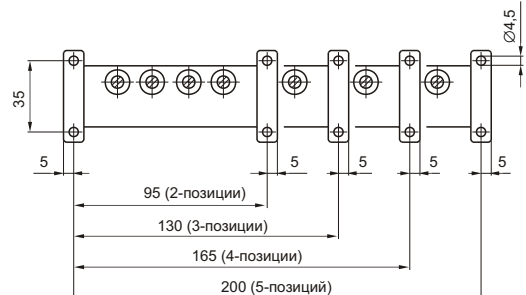 Ø4,5
35
5 5 5 5 5
95 (2-позиции)
130 (3-позиции)
165 (4-позиции)
200 (5-позиций)